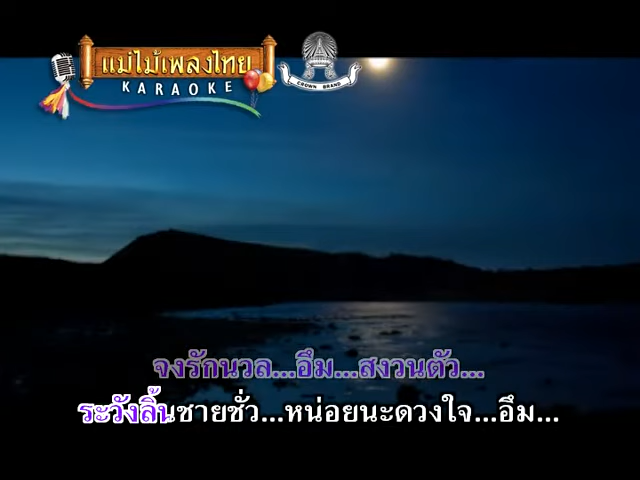 แม่ไม้เพลงไทย
KARAOKE
CROWN BRAND
จงรักนวล...อืม...สงวนตัว...
ระวังลิ้นชายชั่ว...หน่อยนะดวงใจ...อืม...